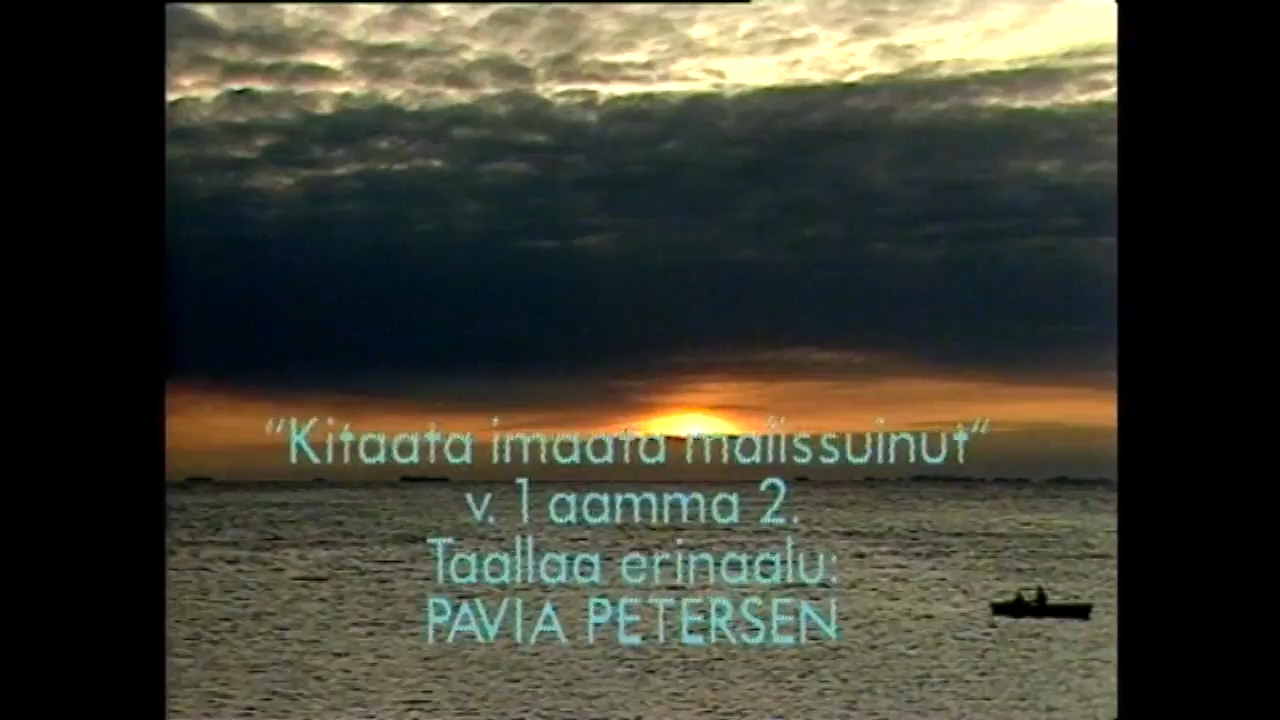 “Kitaata imaata malissuinut“
v. 1 aamma 2.
Taallaa erinaalu:
PAVIA PETERSEN